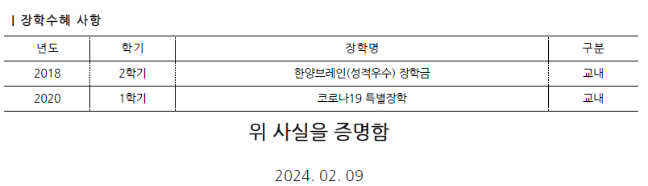 | 장학수혜 사항
년도 학기 장학명 구분
2018 2학기 한양브레인(성적우수) 장학금 교내
2020 1학기 코로나19 특별장학 교내
위 사실을 증명함
2024. 02. 09